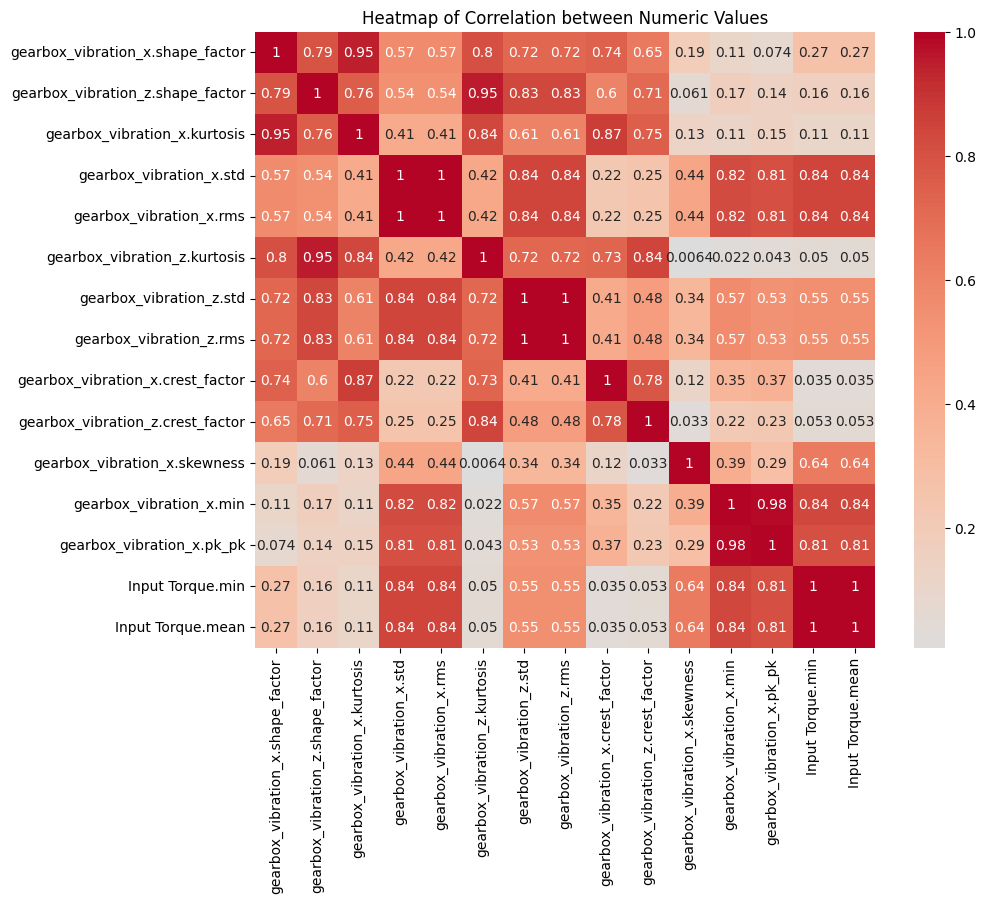 Heatmap of Correlation between Numeric Values
gearbox_vibration_x.shape_factor 1 0.79 0.95 0.57 0.57 0.8 0.72 0.72 0.74 0.65 0.19 0.11 0.074 0.27 0.27
gearbox_vibration_z.shape_factor 0.79 1 0.76 0.54 0.54 0.95 0.83 0.83 0.6 0.71 0.061 0.17 0.14 0.16 0.16
gearbox_vibration_x.kurtosis 0.95 0.76 1 0.41 0.41 0.84 0.61 0.61 0.87 0.75 0.13 0.11 0.15 0.11 0.11
gearbox_vibration_x.std 0.57 0.54 0.41 1 1 0.42 0.84 0.84 0.22 0.25 0.44 0.82 0.81 0.84 0.84
gearbox_vibration_x.rms 0.57 0.54 0.41 1 1 0.42 0.84 0.84 0.22 0.25 0.44 0.82 0.81 0.84 0.84
gearbox_vibration_z.kurtosis 0.8 0.95 0.84 0.42 0.42 1 0.72 0.72 0.73 0.84 0.0064 0.022 0.043 0.05 0.05
gearbox_vibration_z.std 0.72 0.83 0.61 0.84 0.84 0.72 1 1 0.41 0.48 0.34 0.57 0.53 0.55 0.55
gearbox_vibration_z.rms 0.72 0.83 0.61 0.84 0.84 0.72 1 1 0.41 0.48 0.34 0.57 0.53 0.55 0.55
gearbox_vibration_x.crest_factor 0.74 0.6 0.87 0.22 0.22 0.73 0.41 0.41 1 0.78 0.12 0.35 0.37 0.035 0.035
gearbox_vibration_z.crest_factor 0.65 0.71 0.75 0.25 0.25 0.84 0.48 0.48 0.78 1 0.033 0.22 0.23 0.053 0.053
gearbox_vibration_x.skewness 0.19 0.061 0.13 0.44 0.44 0.0064 0.34 0.34 0.12 0.033 1 0.39 0.29 0.64 0.64
gearbox_vibration_x.min 0.11 0.17 0.11 0.82 0.82 0.022 0.57 0.57 0.35 0.22 0.39 1 0.98 0.84 0.84
gearbox_vibration_x.pk_pk 0.074 0.14 0.15 0.81 0.81 0.043 0.53 0.53 0.37 0.23 0.29 0.98 1 0.81 0.81
Input Torque.min 0.27 0.16 0.11 0.84 0.84 0.05 0.55 0.55 0.035 0.053 0.64 0.84 0.81 1 1
Input Torque.mean 0.27 0.16 0.11 0.84 0.84 0.05 0.55 0.55 0.035 0.053 0.64 0.84 0.81 1 1
gearbox_vibration_x.shape_factor
gearbox_vibration_z.shape_factor
gearbox_vibration_x.kurtosis
gearbox_vibration_x.std
gearbox_vibration_x.rms
gearbox_vibration_z.kurtosis
gearbox_vibration_z.std
gearbox_vibration_z.rms
gearbox_vibration_x.crest_factor
gearbox_vibration_z.crest_factor
gearbox_vibration_x.skewness
gearbox_vibration_x.min
gearbox_vibration_x.pk_pk
Input Torque.min
Input Torque.mean
1.0
0.8
0.6
0.4
0.2